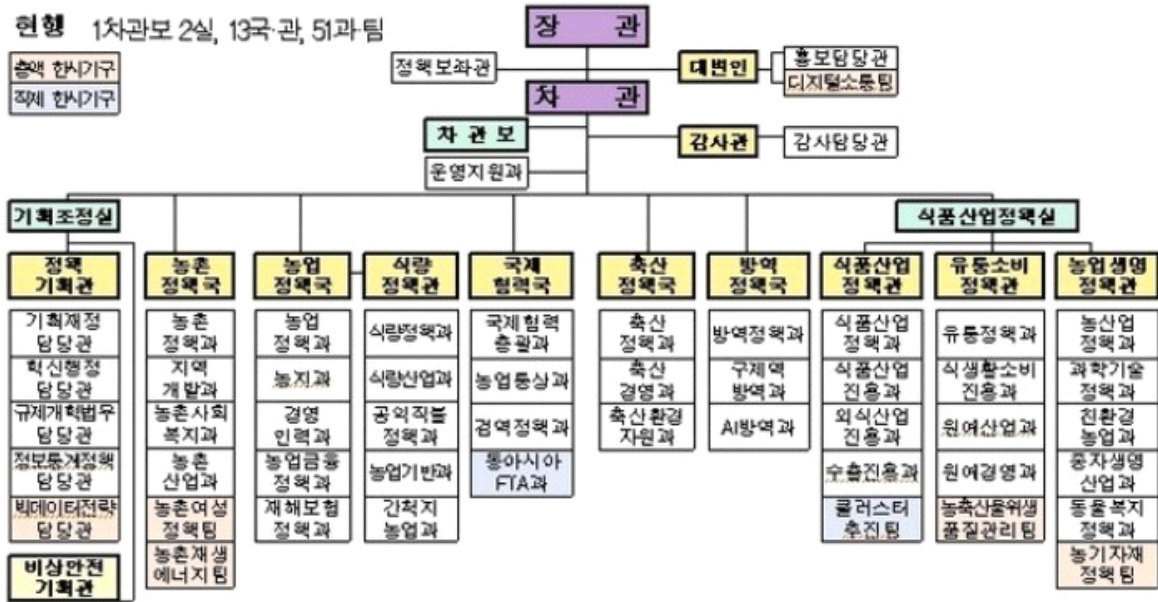 현행 1차관보 2실, 13국·관, 51과·팀
총액 한시기구
직제 한시기구
장 관
정책보좌관
대변인
홍보담당관
디지털소통팀
차 관
차 관 보
감사관
감사담당관
운영지원과
기획조정실
식품산업정책실
정책
기획관
농촌
정책국
농업
정책국
식량
정책관
국제
협력국
축산
정책국
방역
정책국
식품산업
정책관
유통소비
정책관
농업생명
정책관
기획재정
담당관
혁신행정
담당관
규제개혁법무
담당관
정보통계정책
담당관
빅데이터전략
담당관
비상안전
기획관
농촌
정책과
지역
개발과
농촌사회
복지과
농촌
산업과
농촌여성
정책팀
농촌재생
에너지팀
농업
정책과
농지과
경영
인력과
농업금융
정책과
재해보험
정책과
식량정책과
식량산업과
공익직불
정책과
농업기반과
간척지
농업과
국제협력
총괄과
농업통상과
검역정책과
동아시아
FTA과
축산
정책과
축산
경영과
축산환경
자원과
방역정책과
구제역
방역과
AI방역과
식품산업
정책과
식품산업
진흥과
외식산업
진흥과
수출진흥과
클러스터
추진팀
유통정책과
식생활소비
진흥과
원예산업과
원예경영과
농축산물위생
품질관리팀
농산업
정책과
과학기술
정책과
친환경
농업과
종자생명
산업과
동물복지
정책과
농기자재
정책팀